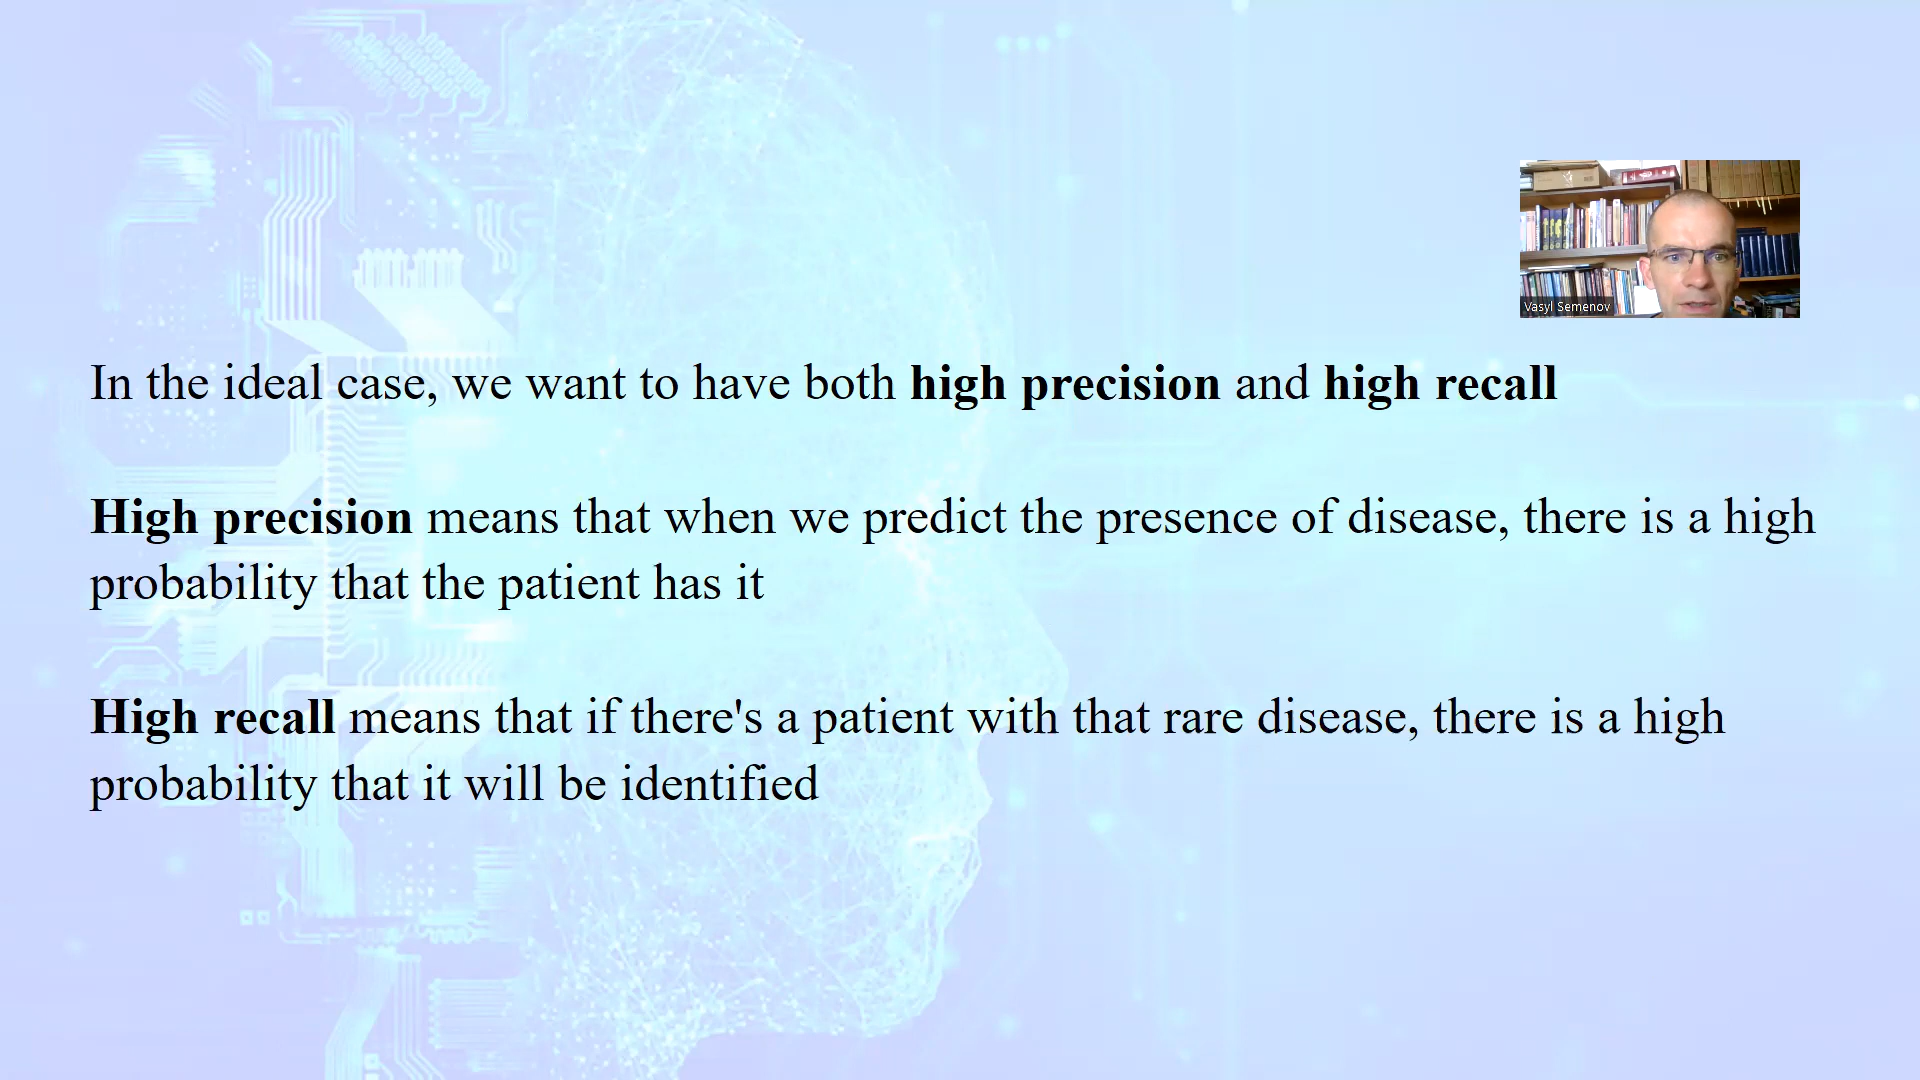 Vasyl Semenov
In the ideal case, we want to have both high precision and high recall
High precision means that when we predict the presence of disease, there is a high
probability that the patient has it
High recall means that if there's a patient with that rare disease, there is a high
probability that it will be identified